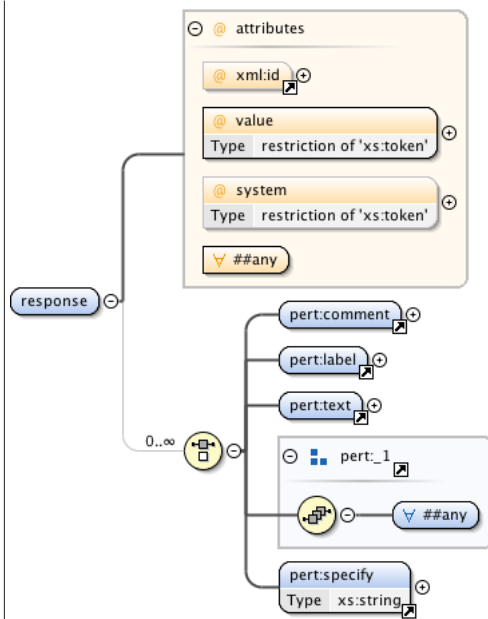 @ attributes
@ xml:id
@ value
Type restriction of 'xs:token'
@ system
Type restriction of 'xs:token'
∀ ##any
response
0..∞
pert:comment
pert:label
pert:text
pert:_1
∀ ##any
pert:specify
Type xs:string